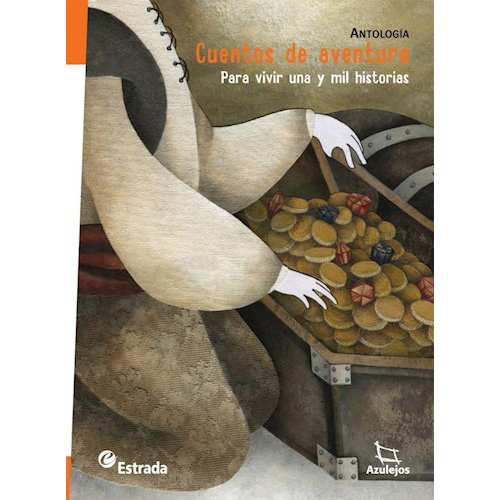 ANTOLOGÍA
Cuentos de aventura
Para vivir una y mil historias
Estrada
Azulejos